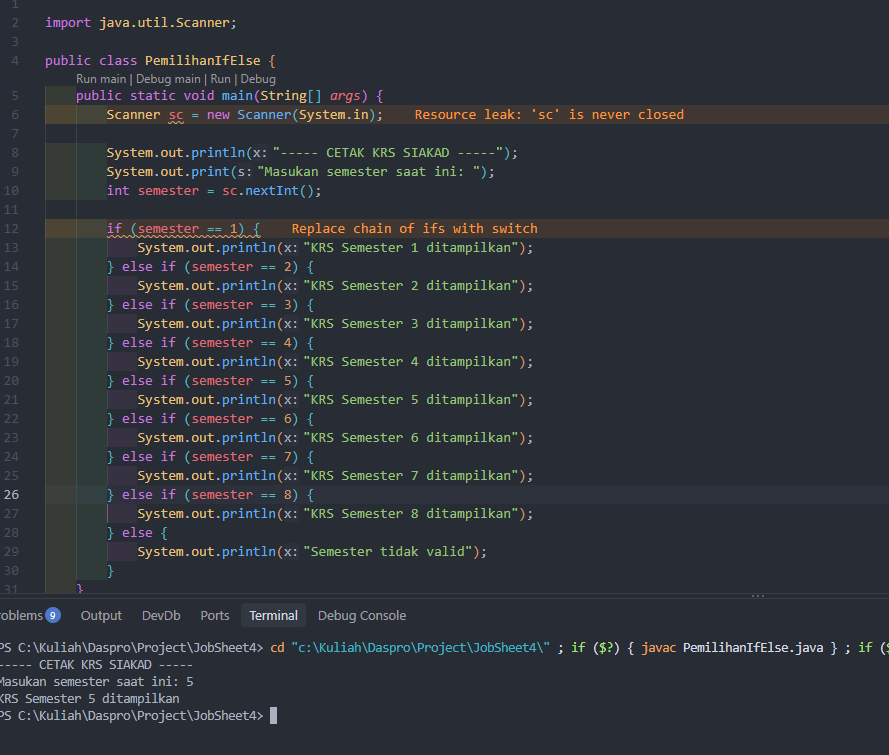 1
2 import java.util.Scanner;
3
4 public class PemilihanIfElse {
Run main | Debug main | Run | Debug
5 public static void main(String[] args) {
6 Scanner sc = new Scanner(System.in); Resource leak: 'sc' is never closed
7
8 System.out.println(x: "----- CETAK KRS SIAKAD -----");
9 System.out.print(s: "Masukan semester saat ini: ");
10 int semester = sc.nextInt();
11
12 if (semester == 1) { Replace chain of ifs with switch
13 System.out.println(x: "KRS Semester 1 ditampilkan");
14 } else if (semester == 2) {
15 System.out.println(x: "KRS Semester 2 ditampilkan");
16 } else if (semester == 3) {
17 System.out.println(x: "KRS Semester 3 ditampilkan");
18 } else if (semester == 4) {
19 System.out.println(x: "KRS Semester 4 ditampilkan");
20 } else if (semester == 5) {
21 System.out.println(x: "KRS Semester 5 ditampilkan");
22 } else if (semester == 6) {
23 System.out.println(x: "KRS Semester 6 ditampilkan");
24 } else if (semester == 7) {
25 System.out.println(x: "KRS Semester 7 ditampilkan");
26 } else if (semester == 8) {
27 System.out.println(x: "KRS Semester 8 ditampilkan");
28 } else {
29 System.out.println(x: "Semester tidak valid");
30 }
31 }
roblems 9 Output DevDb Ports Terminal Debug Console
PS C:\Kuliah\Daspro\Project\JobSheet4> cd "c:\Kuliah\Daspro\Project\JobSheet4\" ; if ($?) { javac PemilihanIfElse.java } ; if ($
----- CETAK KRS SIAKAD -----
Masukan semester saat ini: 5
KRS Semester 5 ditampilkan
PS C:\Kuliah\Daspro\Project\JobSheet4>